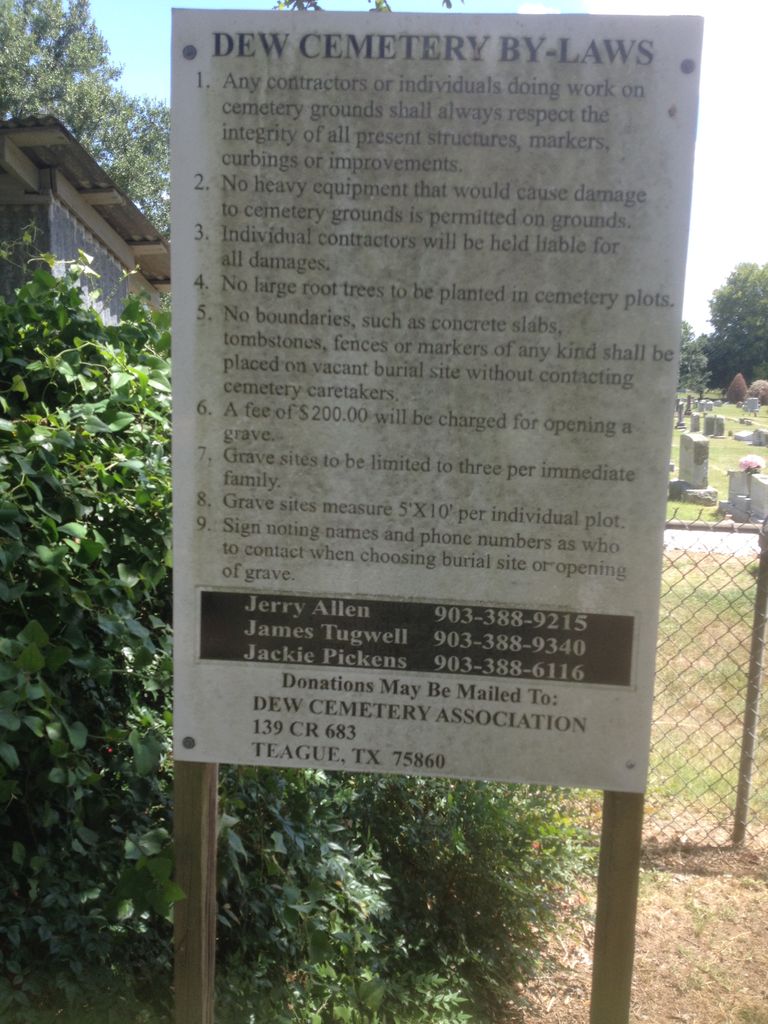 DEW CEMETERY BY-LAWS
1. Any contractors or individuals doing work on
cemetery grounds shall always respect the
integrity of all present structures, markers,
curbings or improvements.
2. No heavy equipment that would cause damage
to cemetery grounds is permitted on grounds.
3. Individual contractors will be held liable for
all damages.
4. No large root trees to be planted in cemetery plots.
5. No boundaries, such as concrete slabs,
tombstones, fences or markers of any kind shall be
placed on vacant burial site without contacting
cemetery caretakers.
6. A fee of $200.00 will be charged for opening a
grave.
7. Grave sites to be limited to three per immediate
family.
8. Grave sites measure 5'X10' per individual plot.
9. Sign noting names and phone numbers as who
to contact when choosing burial site or opening
of grave.
Jerry Allen 903-388-9215
James Tugwell 903-388-9340
Jackie Pickens 903-388-6116
Donations May Be Mailed To:
DEW CEMETERY ASSOCIATION
139 CR 683
TEAGUE, TX 75860